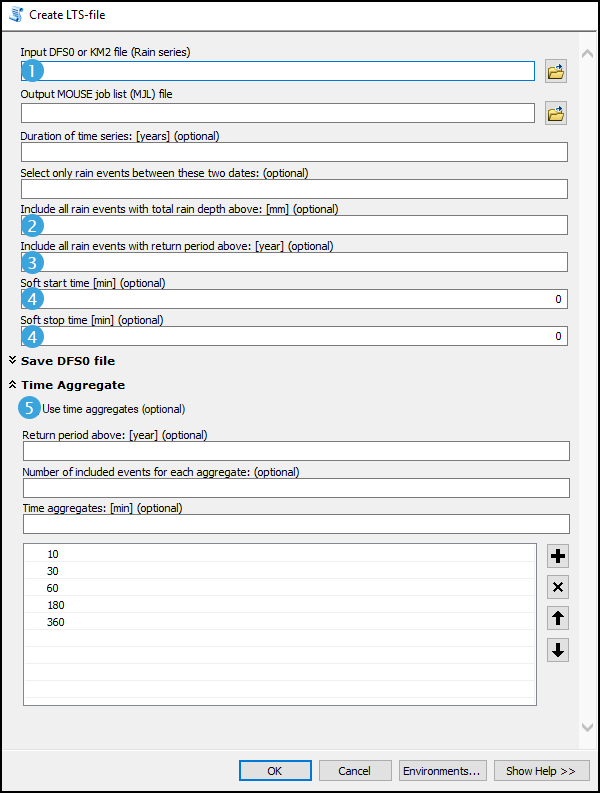 Create LTS-file
Input DFS0 or KM2 file (Rain series)
1
Output MOUSE job list (MJL) file
Duration of time series: [years] (optional)
Select only rain events between these two dates: (optional)
Include all rain events with total rain depth above: [mm] (optional)
2
Include all rain events with return period above: [year] (optional)
3
Soft start time [min] (optional)
4 0
Soft stop time [min] (optional)
4 0
Save DFS0 file
Time Aggregate
5 Use time aggregates (optional)
Return period above: [year] (optional)
Number of included events for each aggregate: (optional)
Time aggregates: [min] (optional)
10
30
60
180
360
OK Cancel Environments... Show Help >>